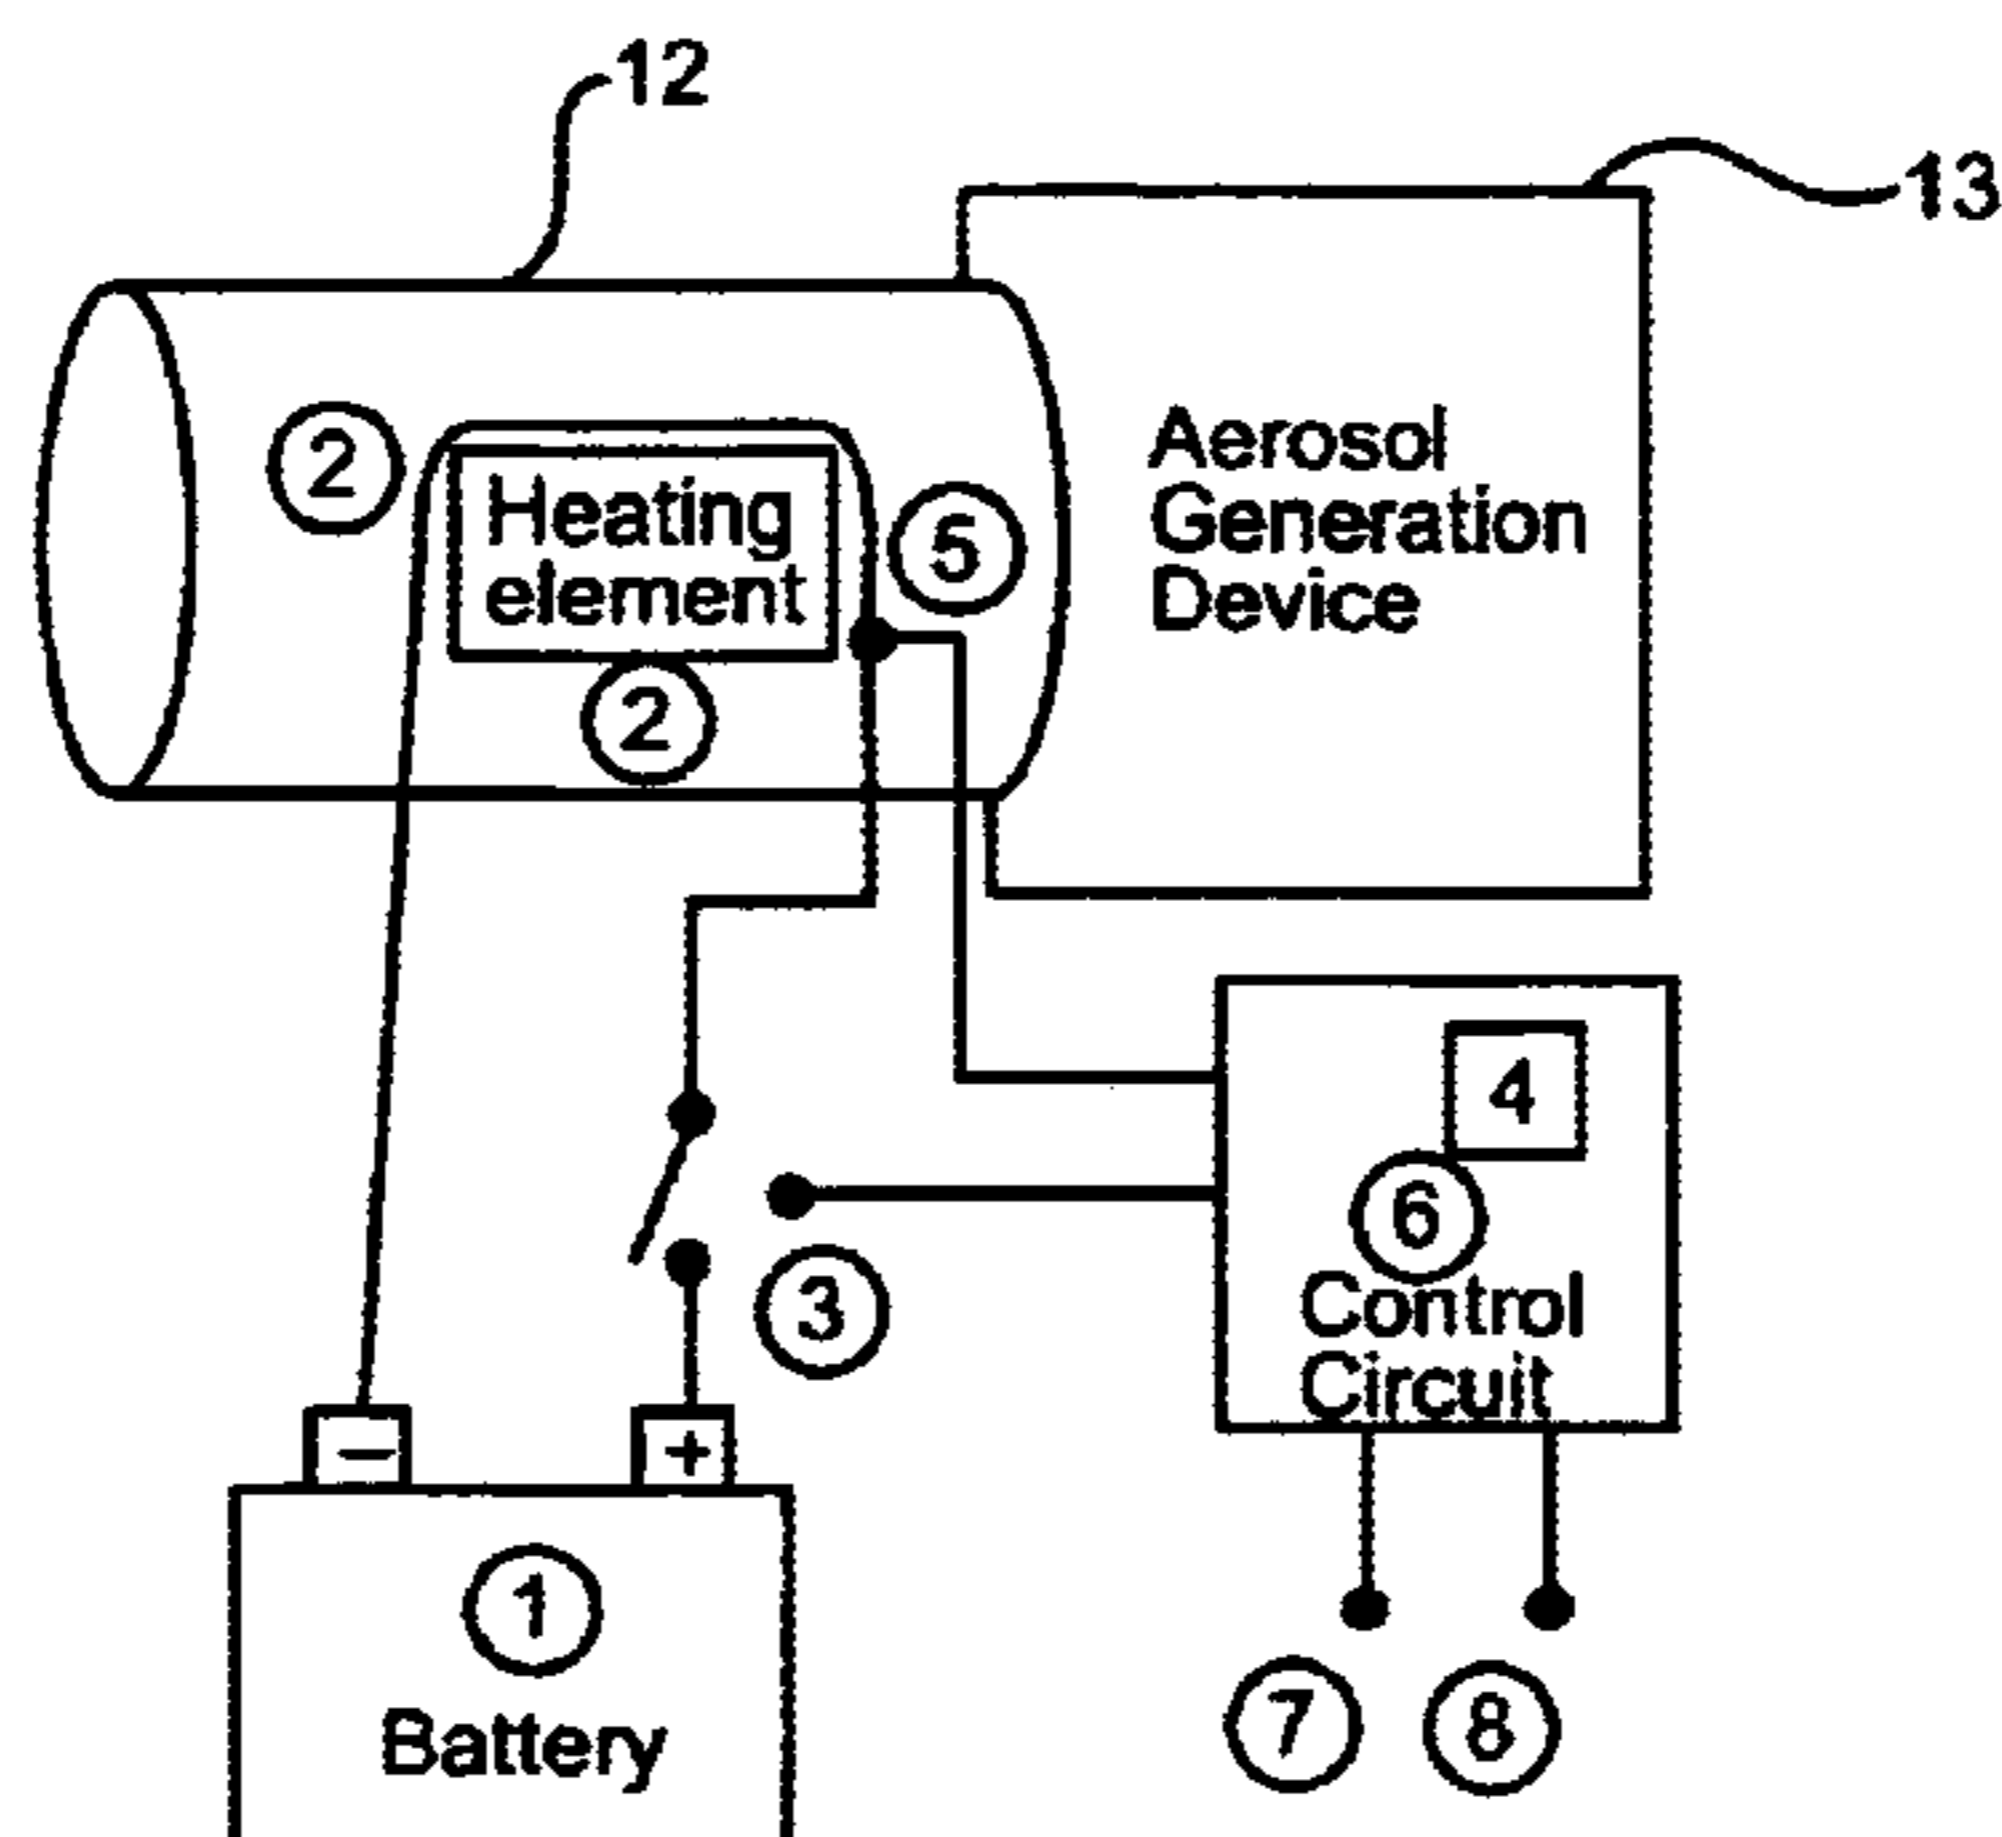 12
13
2
Heating
element
5
Aerosol
Generation
Device
2
4
6
3
Control
Circuit
− +
1
Battery
7 8